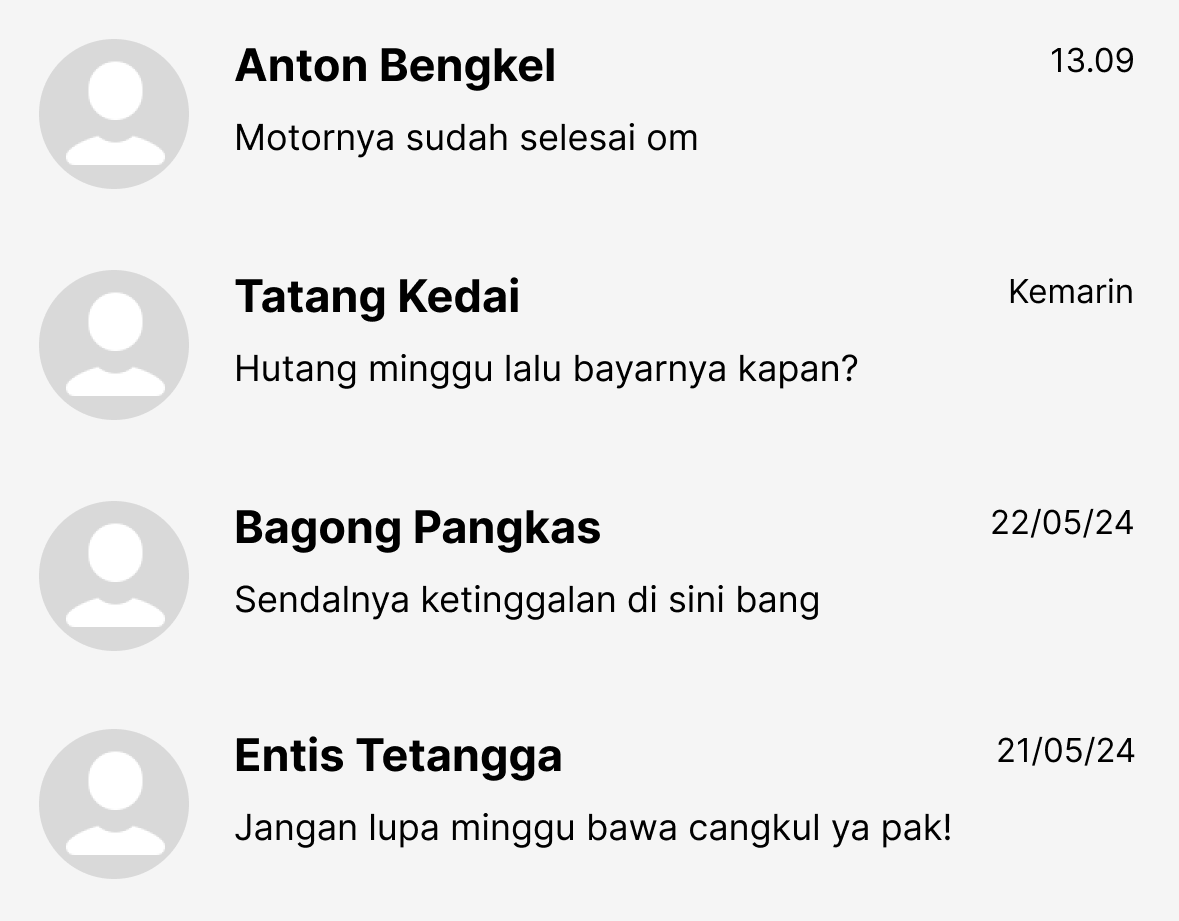 Anton Bengkel 13.09
Motornya sudah selesai om
Tatang Kedai Kemarin
Hutang minggu lalu bayarnya kapan?
Bagong Pangkas 22/05/24
Sendalnya ketinggalan di sini bang
Entis Tetangga 21/05/24
Jangan lupa minggu bawa cangkul ya pak!